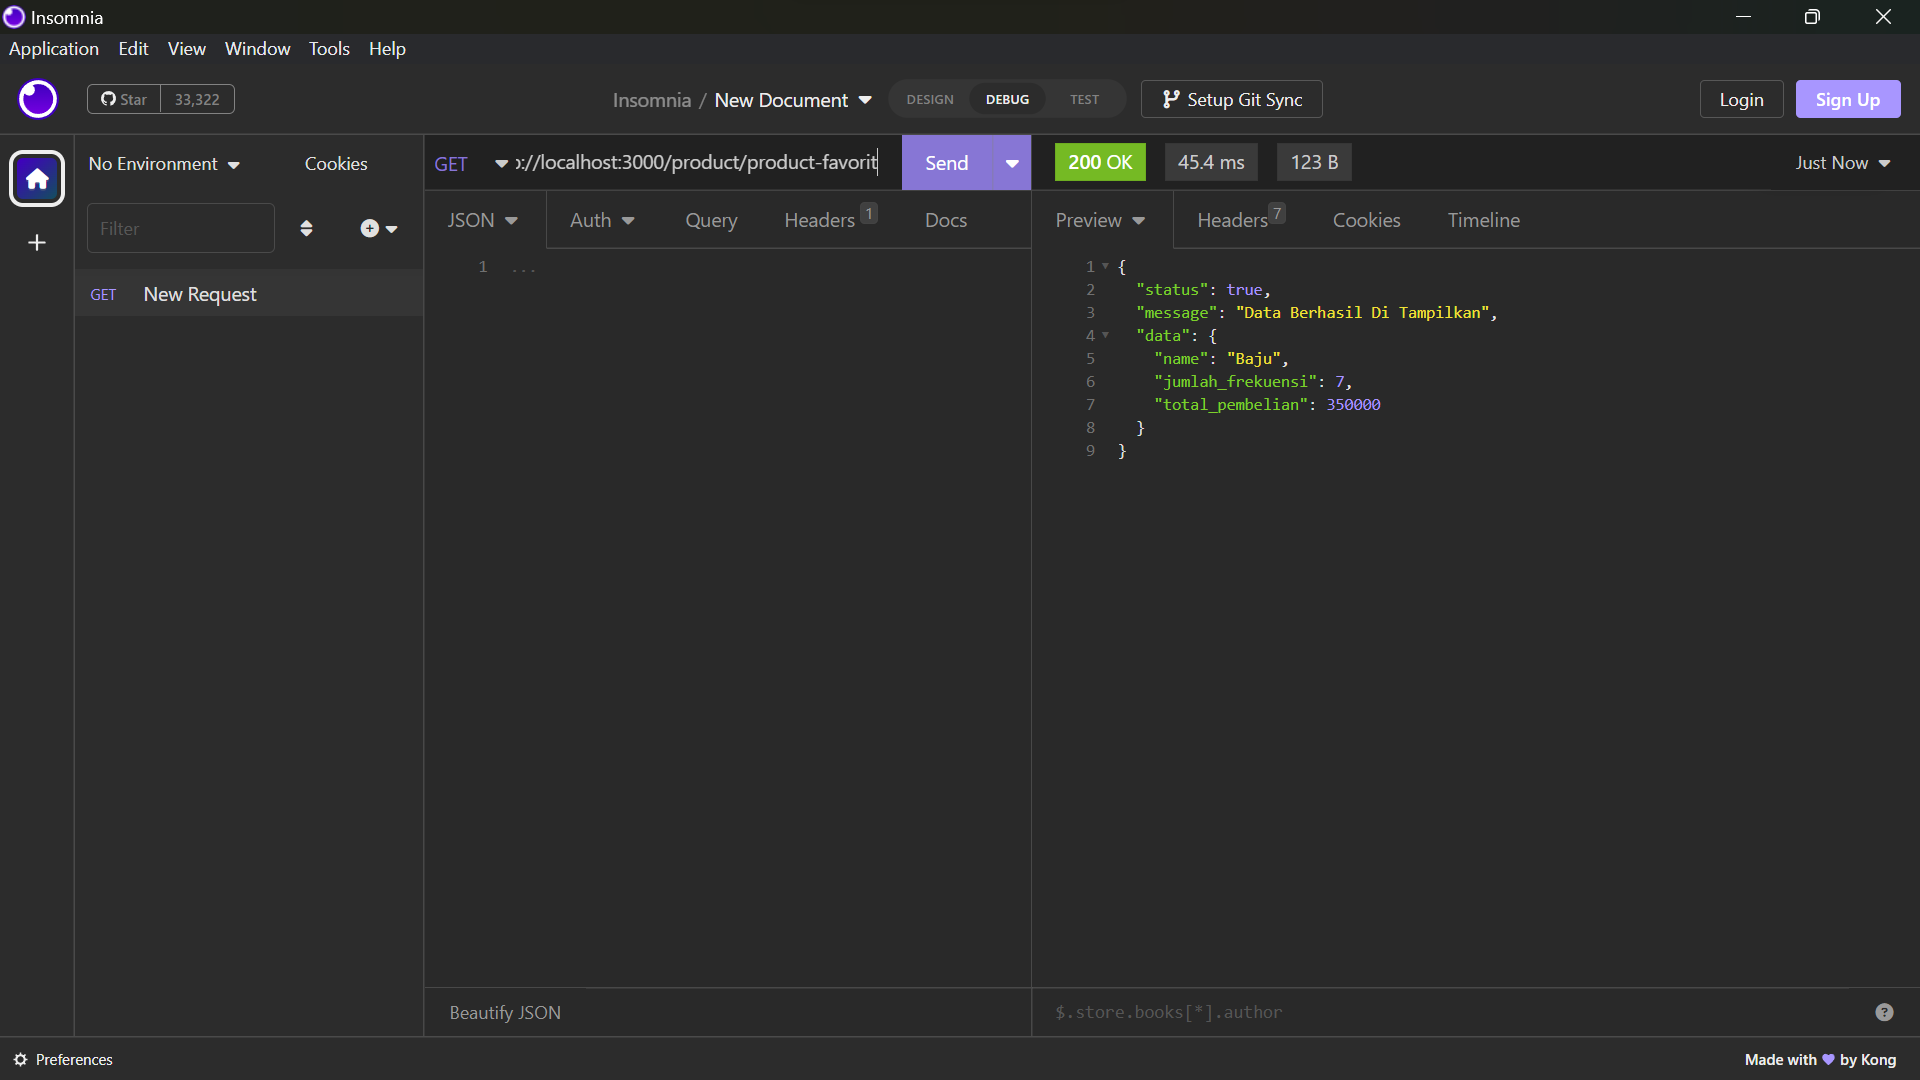 Insomnia
Application Edit View Window Tools Help
Star 33,322
Insomnia / New Document
DESIGN DEBUG TEST
Setup Git Sync
Login
Sign Up
No Environment
Cookies
GET
://localhost:3000/product/product-favorit
Send
200 OK
45.4 ms
123 B
Just Now
Filter
JSON
Auth
Query
Headers 1
Docs
Preview
Headers 7
Cookies
Timeline
GET New Request
1 ...
1 {
2 "status": true,
3 "message": "Data Berhasil Di Tampilkan",
4 "data": {
5 "name": "Baju",
6 "jumlah_frekuensi": 7,
7 "total_pembelian": 350000
8 }
9 }
Beautify JSON
$.store.books[*].author
?
Preferences
Made with 💜 by Kong